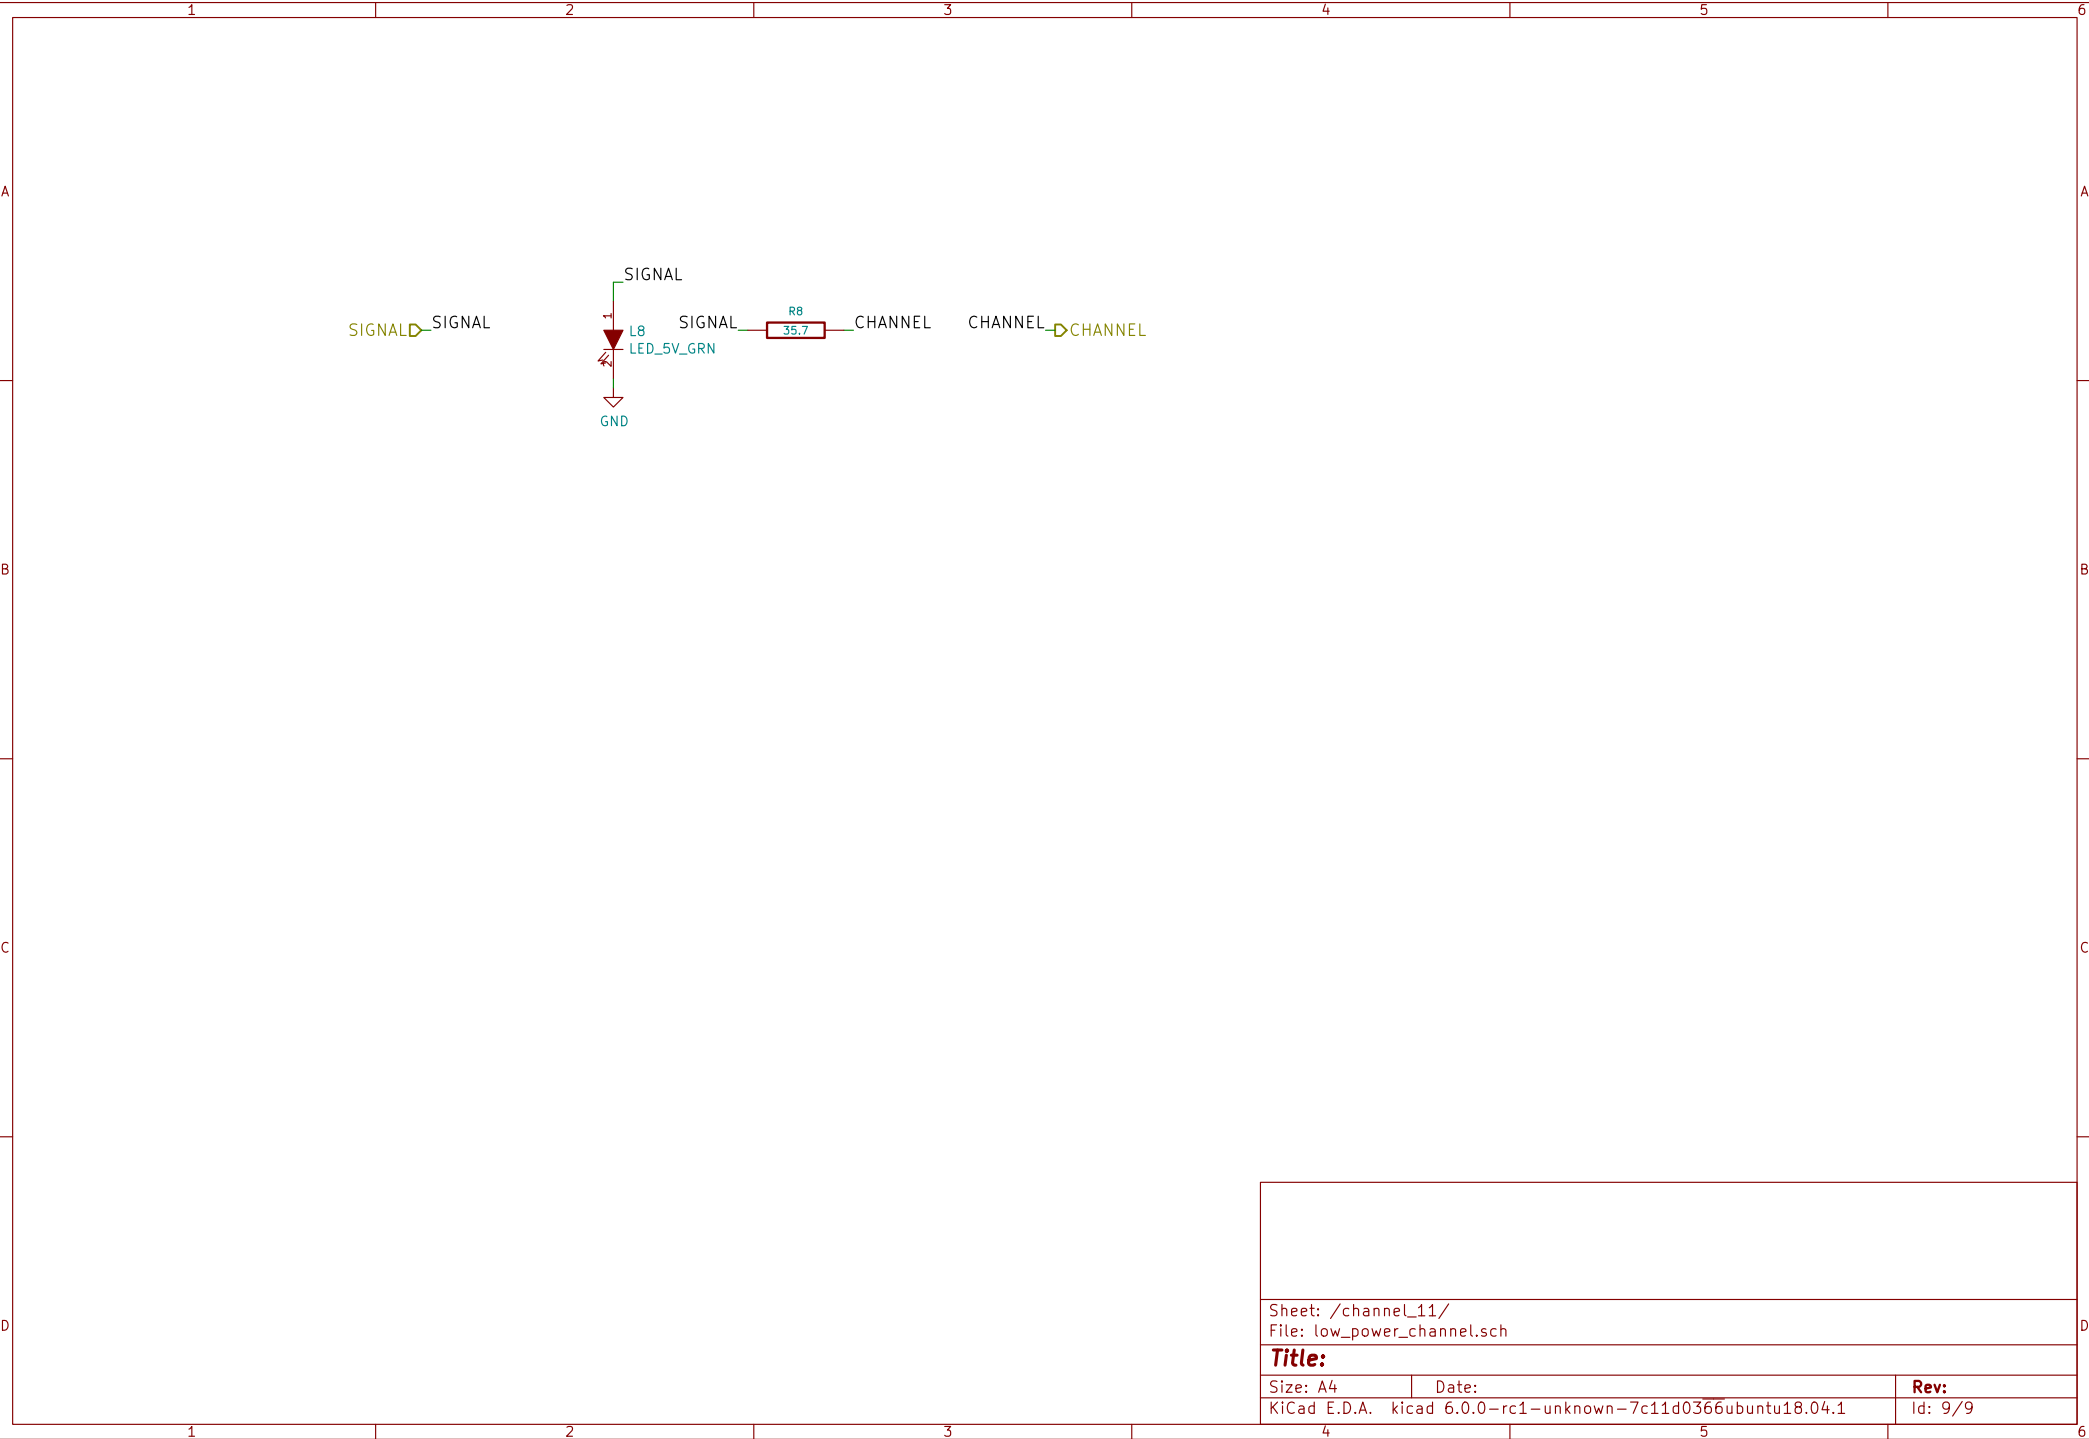 1 2 3 4 5 6
A A
SIGNAL
R8
SIGNAL SIGNAL 1 L8 SIGNAL 35.7 CHANNEL CHANNEL CHANNEL
LED_5V_GRN
2
GND
B B
C C
Sheet: /channel_11/
File: low_power_channel.sch
D D
Title:
Size: A4 Date: Rev:
KiCad E.D.A. kicad 6.0.0-rc1-unknown-7c11d0366ubuntu18.04.1 Id: 9/9
1 2 3 4 5 6